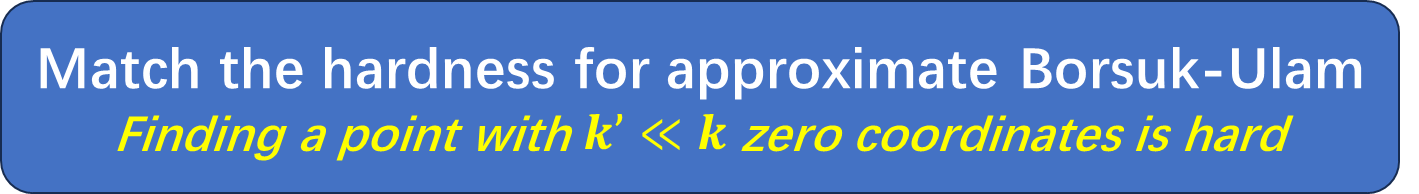 Match the hardness for approximate Borsuk-Ulam
Finding a point with k’ ≪ k zero coordinates is hard